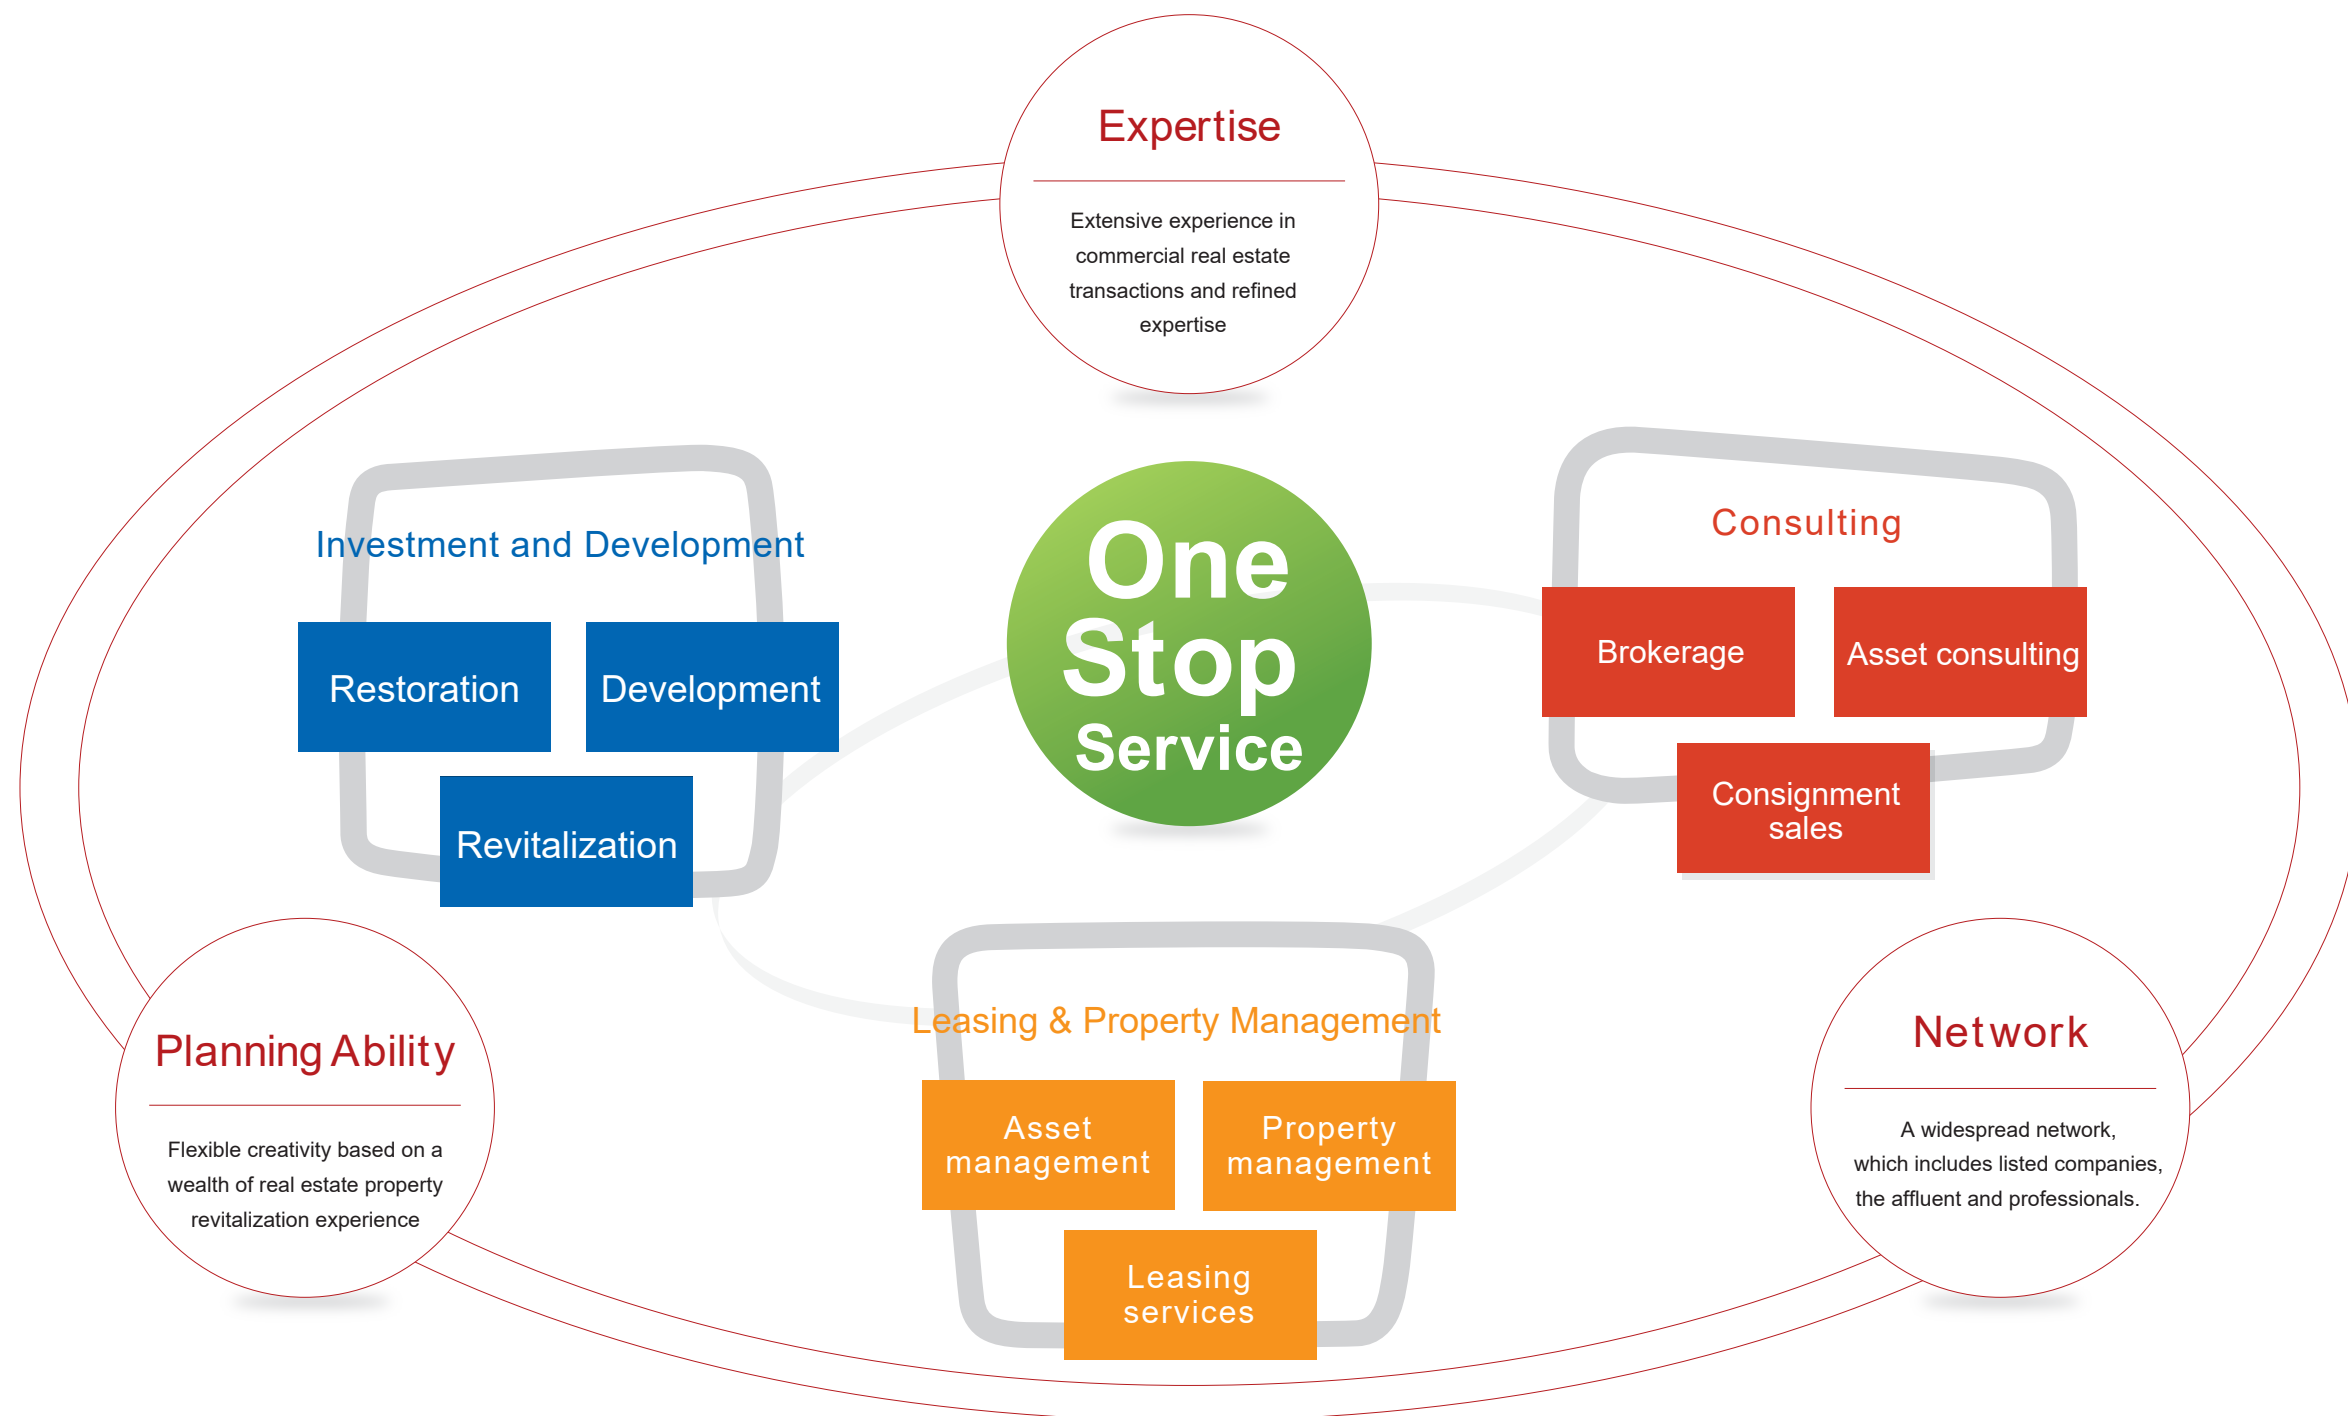 Expertise
Extensive experience in
commercial real estate
transactions and refined
expertise
Investment and Development
Restoration
Development
Revitalization
One
Stop
Service
Consulting
Brokerage
Asset consulting
Consignment
sales
Planning Ability
Flexible creativity based on a
wealth of real estate property
revitalization experience
Leasing & Property Management
Asset
management
Property
management
Leasing
services
Network
A widespread network,
which includes listed companies,
the affluent and professionals.